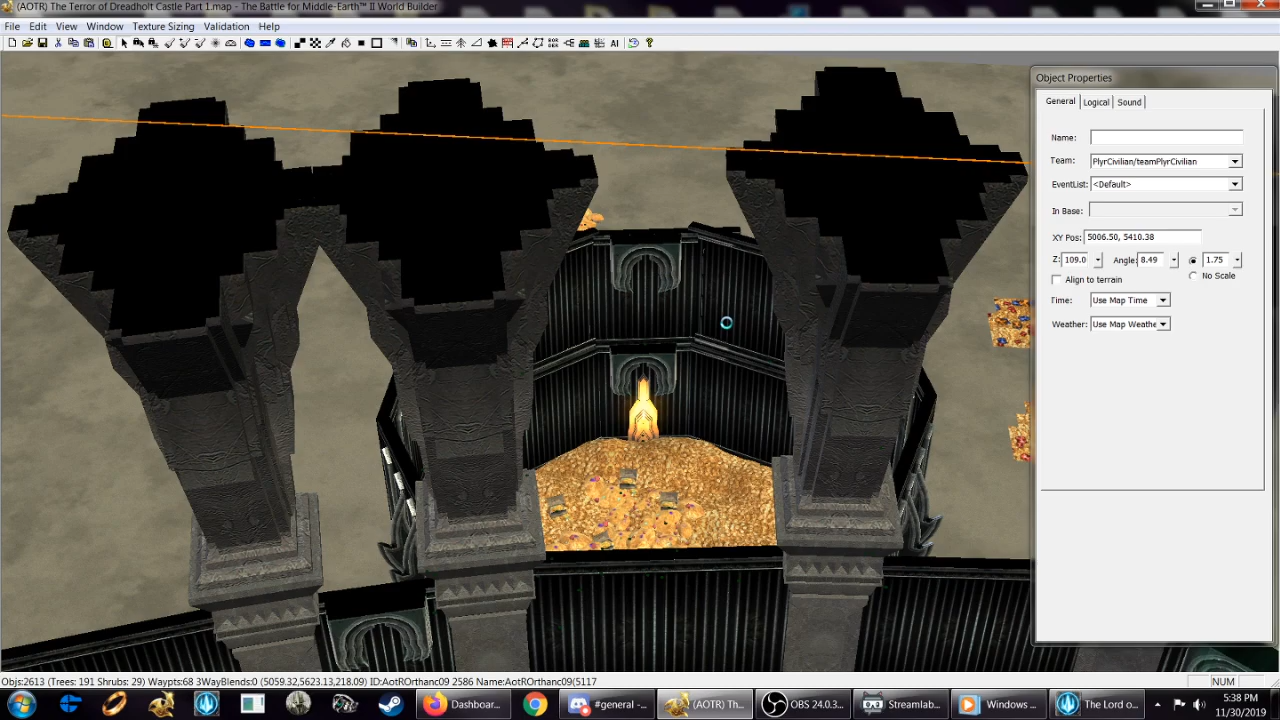 (AOTR) The Terror of Dreadholt Castle Part 1.map - The Battle for Middle-Earth™ II World Builder
File Edit View Window Texture Sizing Validation Help
AI
Object Properties
General Logical Sound
Name:
Team: PlyrCivilian/teamPlyrCivilian
EventList: <Default>
In Base:
XY Pos: 5006.50, 5410.38
Z: 109.0 Angle: 8.49 1.75
No Scale
Align to terrain
Time: Use Map Time
Weather: Use Map Weathe
Objs:2613 (Trees: 191 Shrubs: 29) Waypts:68 3WayBlends:0 (5059.32,5623.13,218.09) ID:AotROrthanc09 2586 Name:AotROrthanc09(5117
NUM
Dashboar... #general -... (AOTR) Th... OBS 24.0.3... Streamlab... Windows ... The Lord o...
5:38 PM
11/30/2019